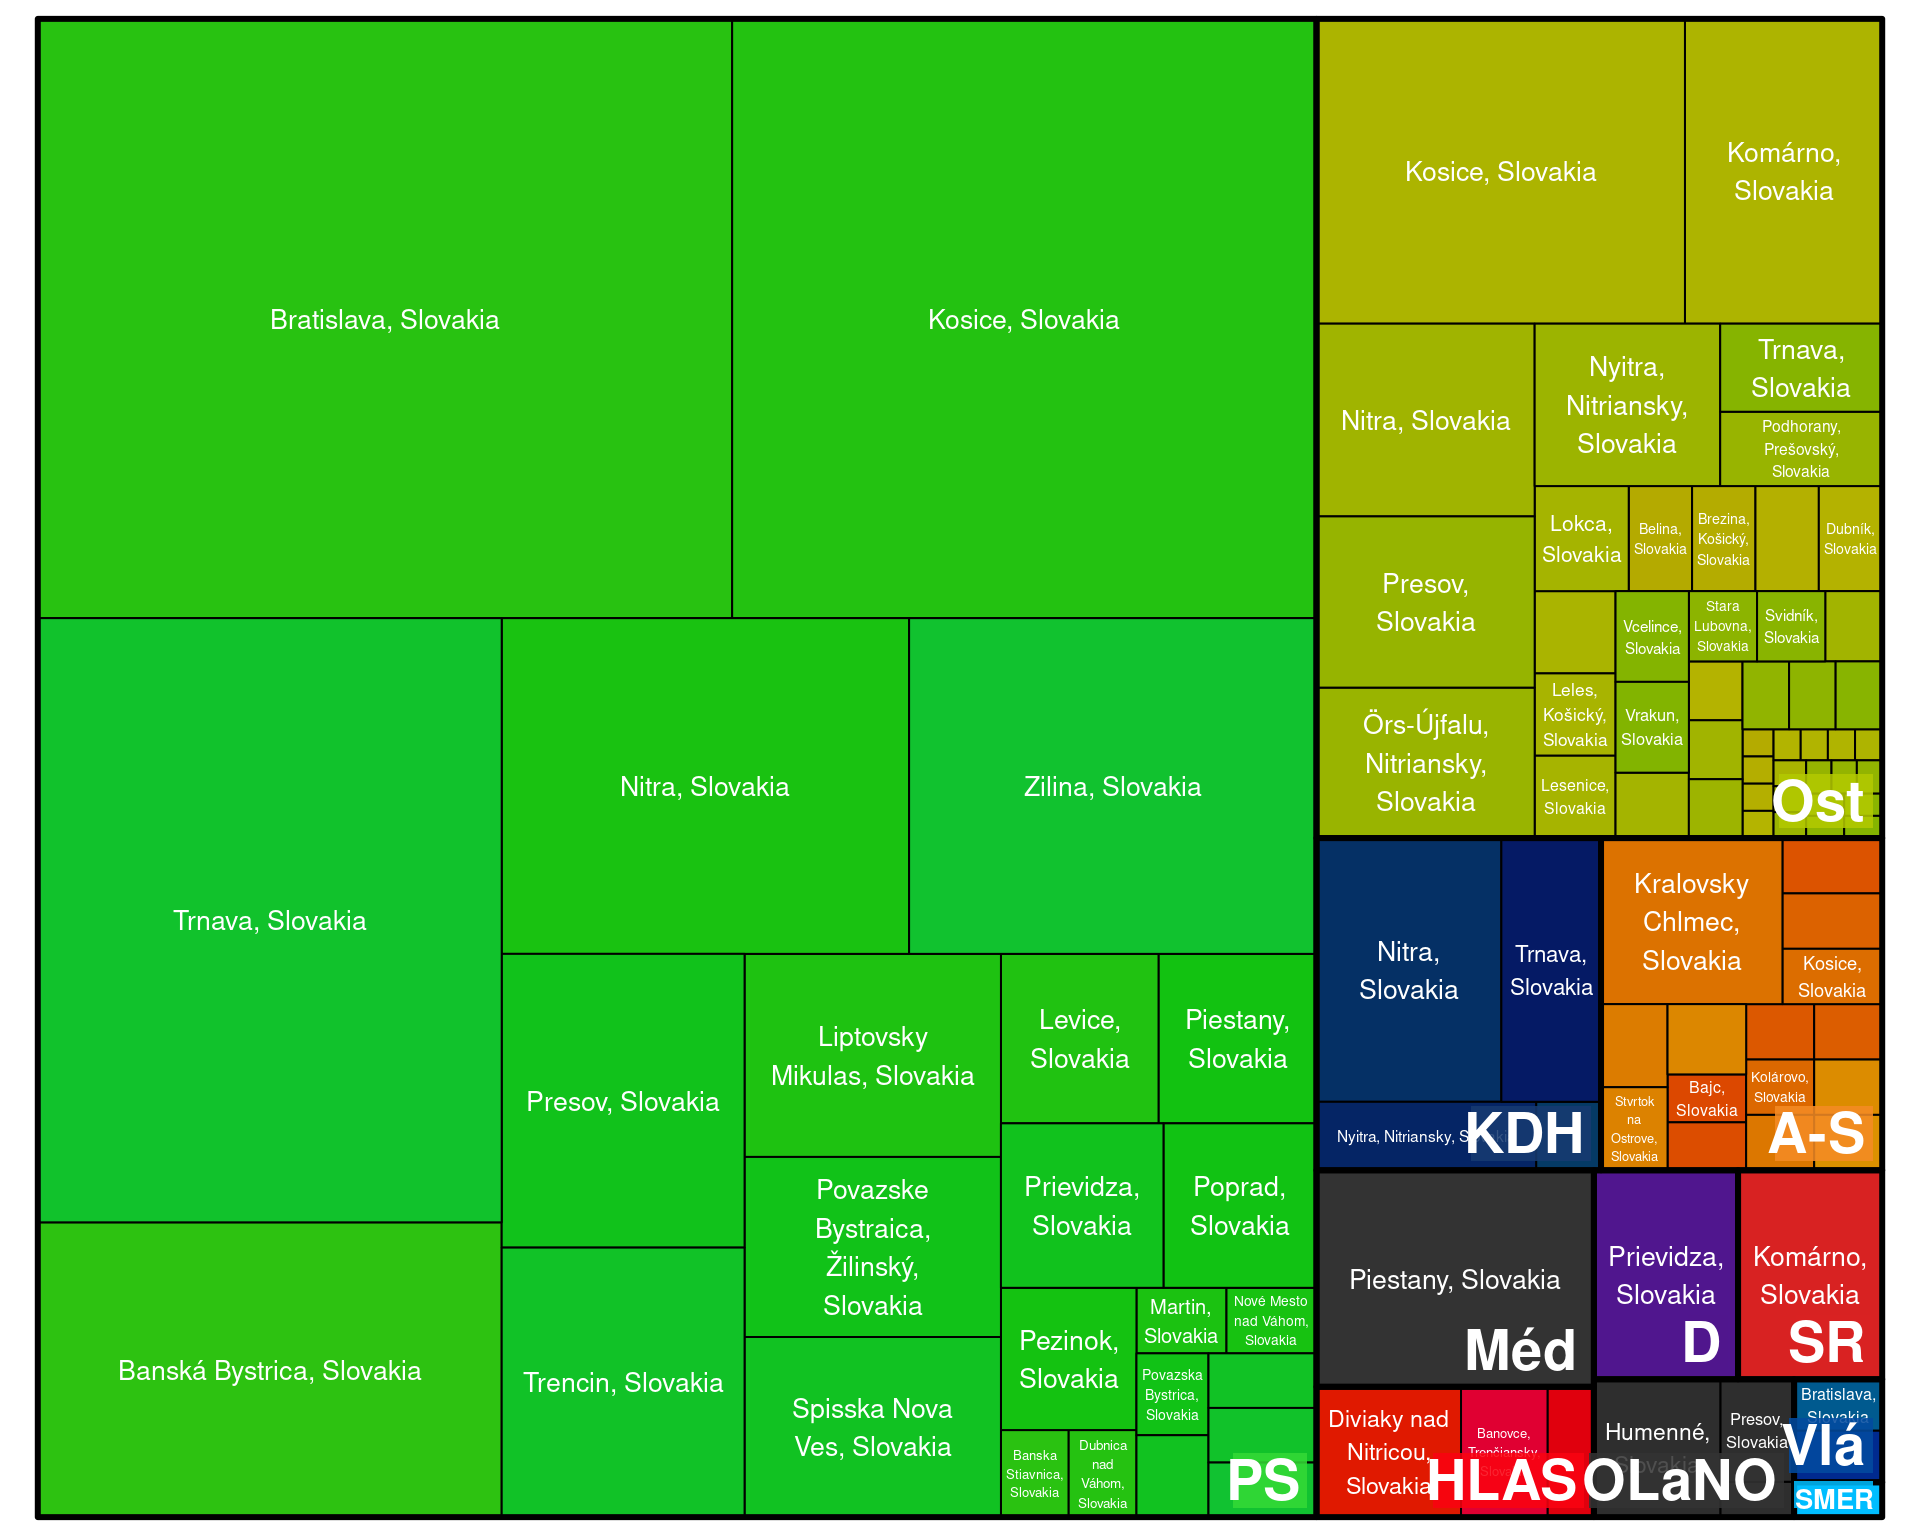 Bratislava, Slovakia
Kosice, Slovakia
Trnava, Slovakia
Nitra, Slovakia
Zilina, Slovakia
Banská Bystrica, Slovakia
Presov, Slovakia
Trencin, Slovakia
Liptovsky
Mikulas, Slovakia
Povazske
Bystraica,
Žilinský,
Slovakia
Spisska Nova
Ves, Slovakia
Levice,
Slovakia
Piestany,
Slovakia
Prievidza,
Slovakia
Poprad,
Slovakia
Pezinok,
Slovakia
Martin,
Slovakia
Nové Mesto
nad Váhom,
Slovakia
Povazska
Bystrica,
Slovakia
Banska
Stiavnica,
Slovakia
Dubnica
nad
Váhom,
Slovakia
PS
Kosice, Slovakia
Komárno,
Slovakia
Nitra, Slovakia
Nyitra,
Nitriansky,
Slovakia
Trnava,
Slovakia
Podhorany,
Prešovský,
Slovakia
Presov,
Slovakia
Lokca,
Slovakia
Belina,
Slovakia
Brezina,
Košický,
Slovakia
Dubník,
Slovakia
Vcelince,
Slovakia
Stara
Lubovna,
Slovakia
Svidník,
Slovakia
Örs-Újfalu,
Nitriansky,
Slovakia
Leles,
Košický,
Slovakia
Vrakun,
Slovakia
Lesenice,
Slovakia
Ost
Nitra,
Slovakia
Trnava,
Slovakia
Nyitra, Nitriansky, Slovakia
KDH
Kralovsky
Chlmec,
Slovakia
Kosice,
Slovakia
Stvrtok
na
Ostrove,
Slovakia
Bajc,
Slovakia
Kolárovo,
Slovakia
A-S
Piestany, Slovakia
Méd
Prievidza,
Slovakia
D
Komárno,
Slovakia
SR
Diviaky nad
Nitricou,
Slovakia
Banovce,
Trenčiansky,
Slovakia
HLAS
Humenné,
Slovakia
Presov,
Slovakia
OLaNO
Bratislava,
Slovakia
Vlá
SMER